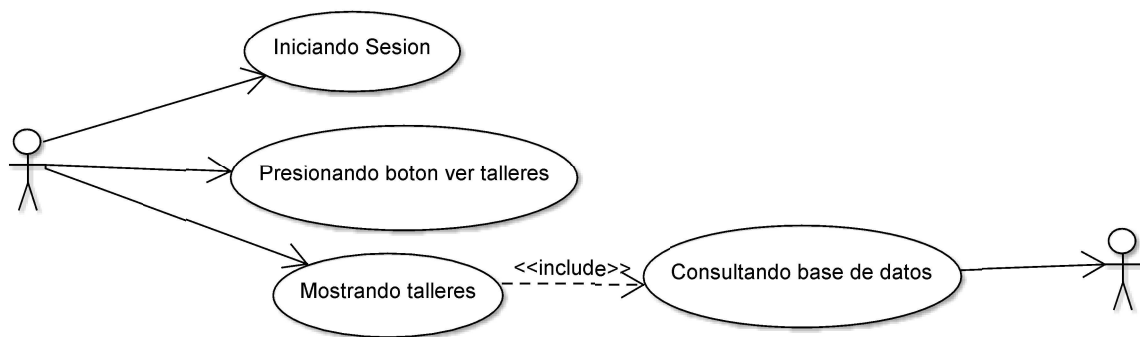 Iniciando Sesion
Presionando boton ver talleres
Mostrando talleres
<<include>>
Consultando base de datos